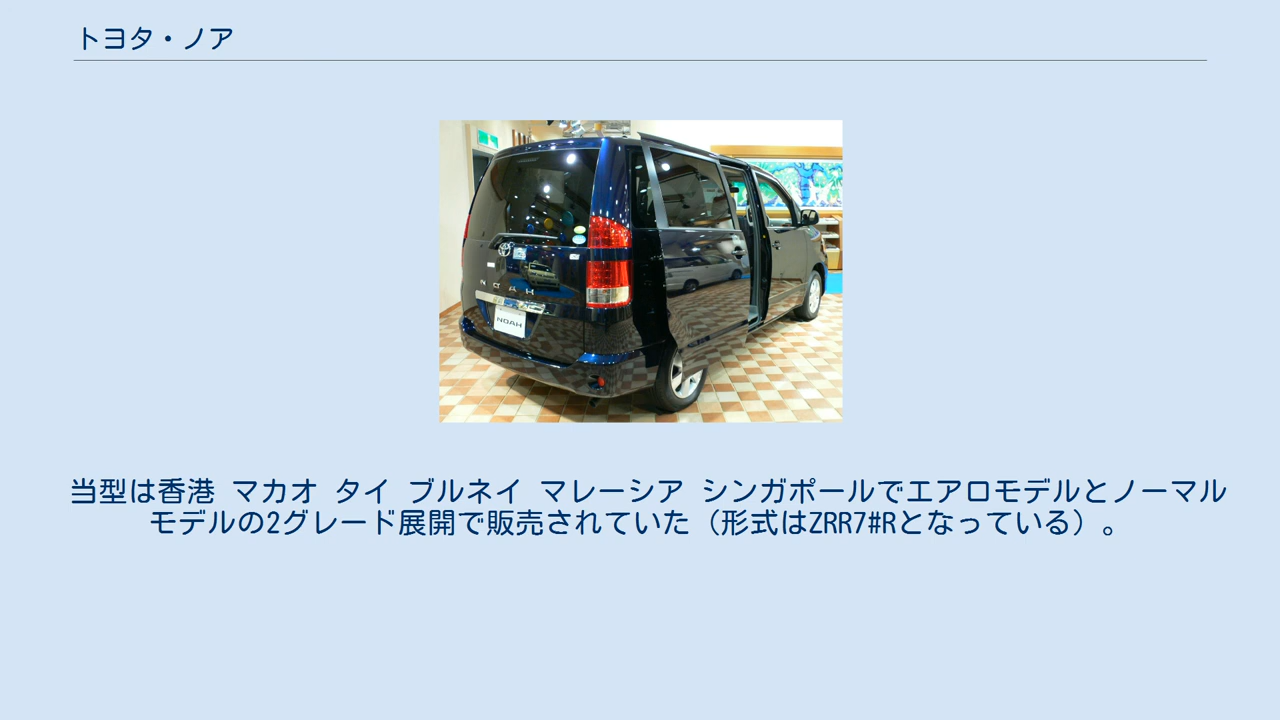 トヨタ・ノア
NOAH
NOAH
当型は香港 マカオ タイ ブルネイ マレーシア シンガポールでエアロモデルとノーマル
モデルの2グレード展開で販売されていた（形式はZRR7#Rとなっている）。